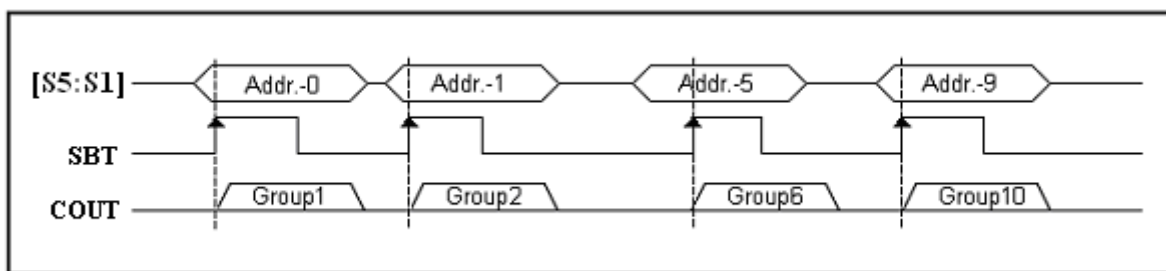 [S5:S1] Addr.-0 Addr.-1 Addr.-5 Addr.-9
SBT
COUT Group1 Group2 Group6 Group10